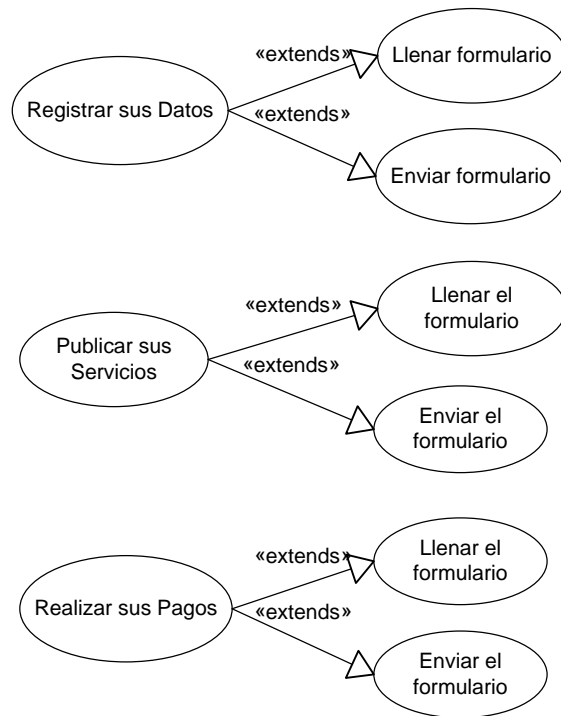 «extends»
Llenar formulario
Registrar sus Datos
«extends»
Enviar formulario
«extends»
Llenar el
formulario
Publicar sus
Servicios
«extends»
Enviar el
formulario
«extends»
Llenar el
formulario
Realizar sus Pagos
«extends»
Enviar el
formulario